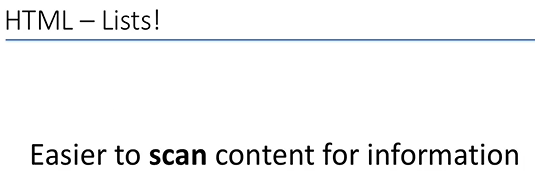 HTML – Lists!
Easier to scan content for information